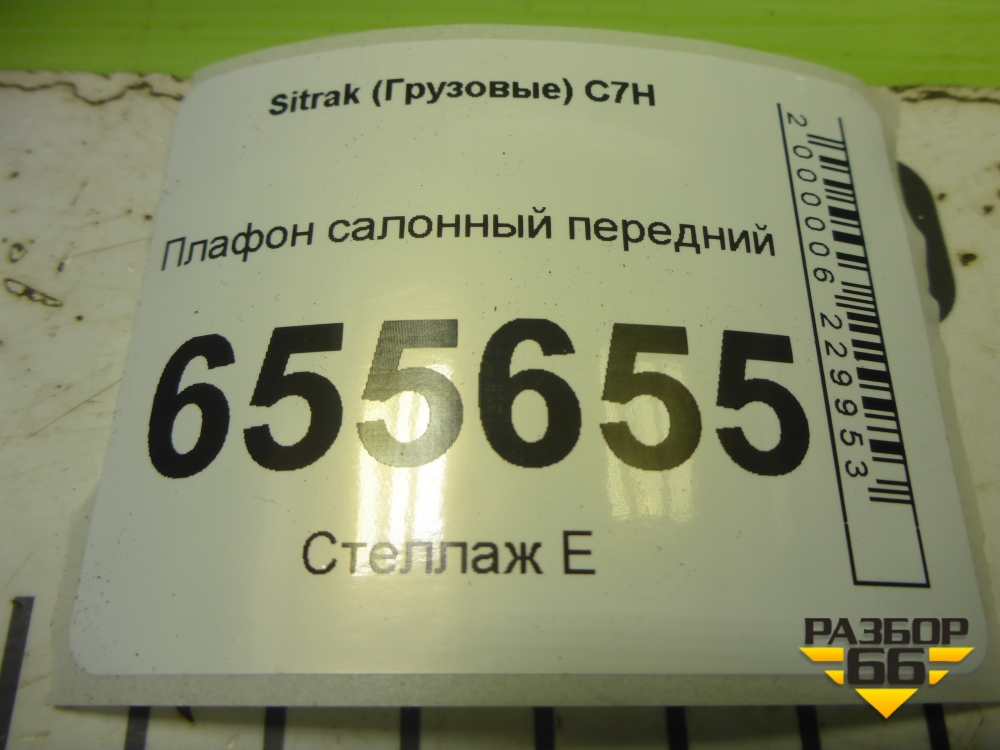 Sitrak (Грузовые) C7H
Плафон салонный передний
655655
Стеллаж Е
2000006229953
РАЗБОР
66